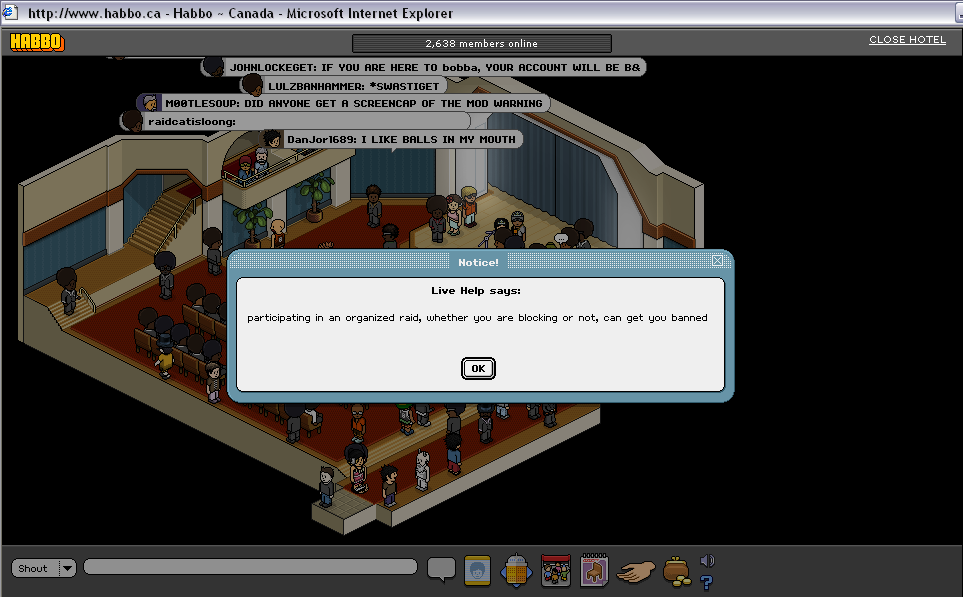 http://www.habbo.ca - Habbo ~ Canada - Microsoft Internet Explorer
HABBO
2,638 members online
CLOSE HOTEL
JOHNLOCKEGET: IF YOU ARE HERE TO bobba, YOUR ACCOUNT WILL BE B&
LULZBANHAMMER: *SWASTIGET
M00TLESOUP: DID ANYONE GET A SCREENCAP OF THE MOD WARNING
raidcatisloong:
DanJor1689: I LIKE BALLS IN MY MOUTH
Notice!
Live Help says:
participating in an organized raid, whether you are blocking or not, can get you banned
OK
Shout
?